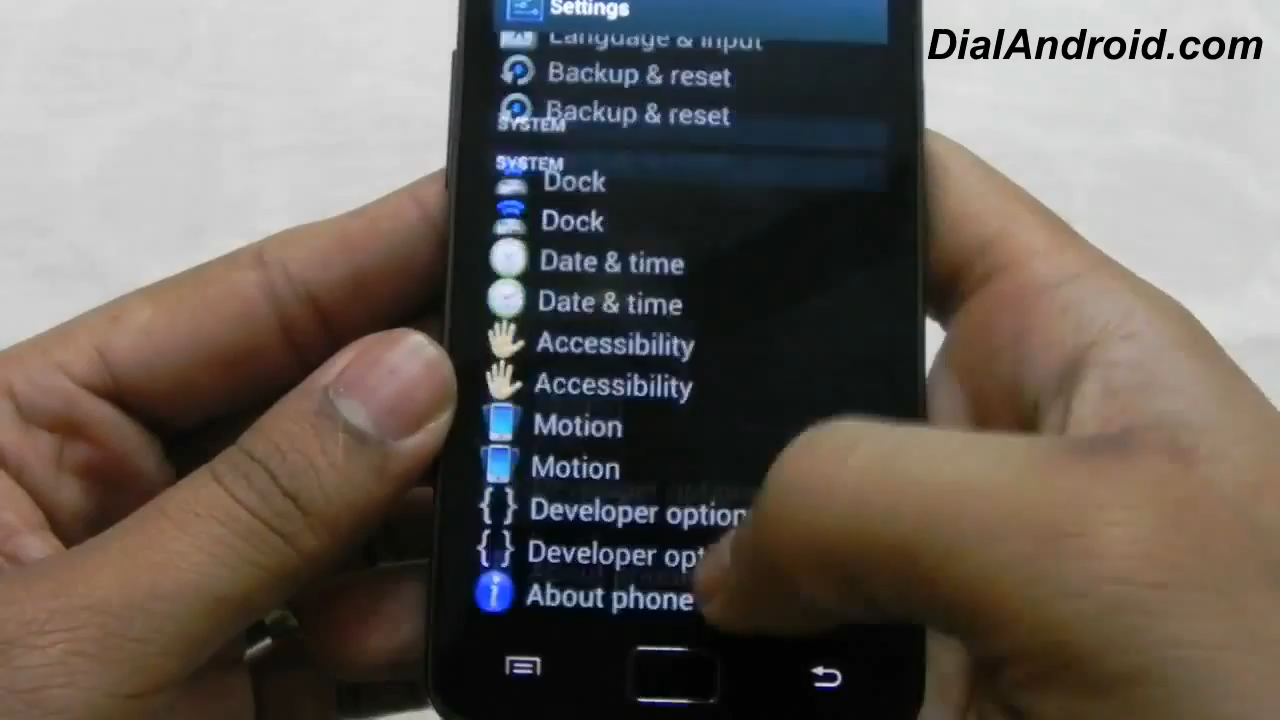 DialAndroid.com
Settings
Language & input
Backup & reset
Backup & reset
SYSTEM
SYSTEM
Dock
Dock
Date & time
Date & time
Accessibility
Accessibility
Motion
Motion
{ } Developer option
{ } Developer opt
About phone